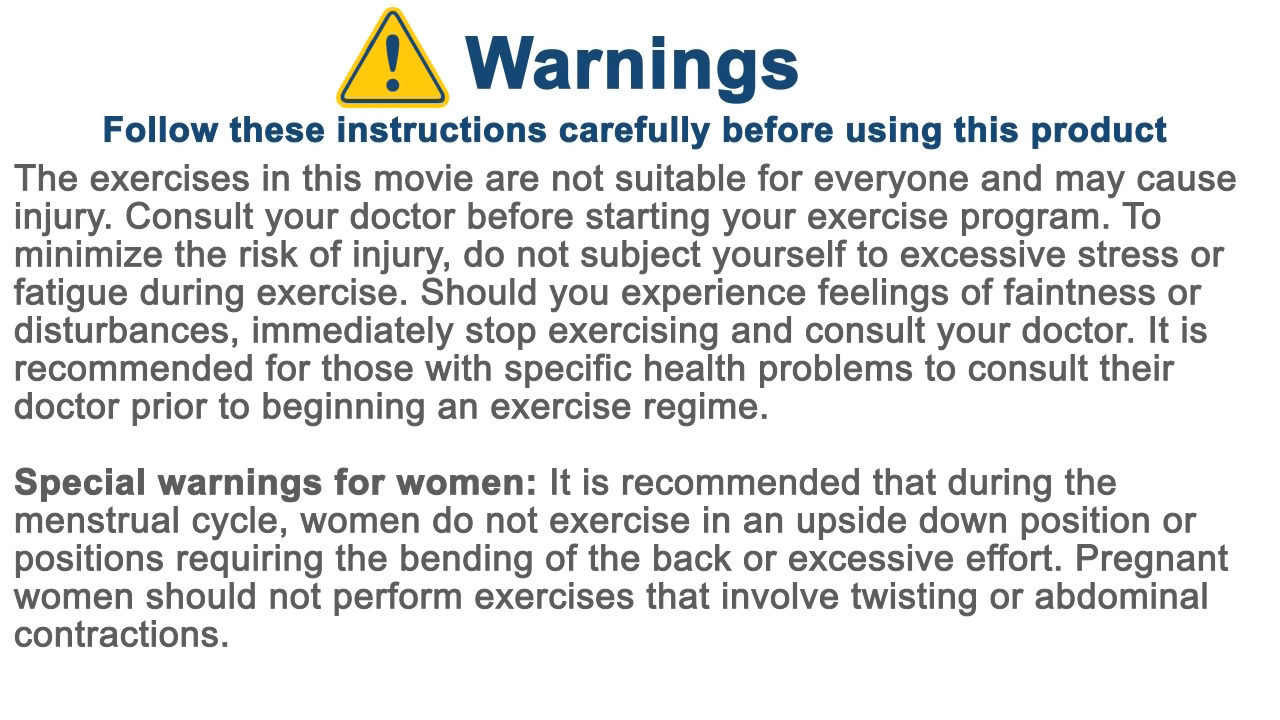 Warnings
Follow these instructions carefully before using this product
The exercises in this movie are not suitable for everyone and may cause
injury. Consult your doctor before starting your exercise program. To
minimize the risk of injury, do not subject yourself to excessive stress or
fatigue during exercise. Should you experience feelings of faintness or
disturbances, immediately stop exercising and consult your doctor. It is
recommended for those with specific health problems to consult their
doctor prior to beginning an exercise regime.
Special warnings for women: It is recommended that during the
menstrual cycle, women do not exercise in an upside down position or
positions requiring the bending of the back or excessive effort. Pregnant
women should not perform exercises that involve twisting or abdominal
contractions.